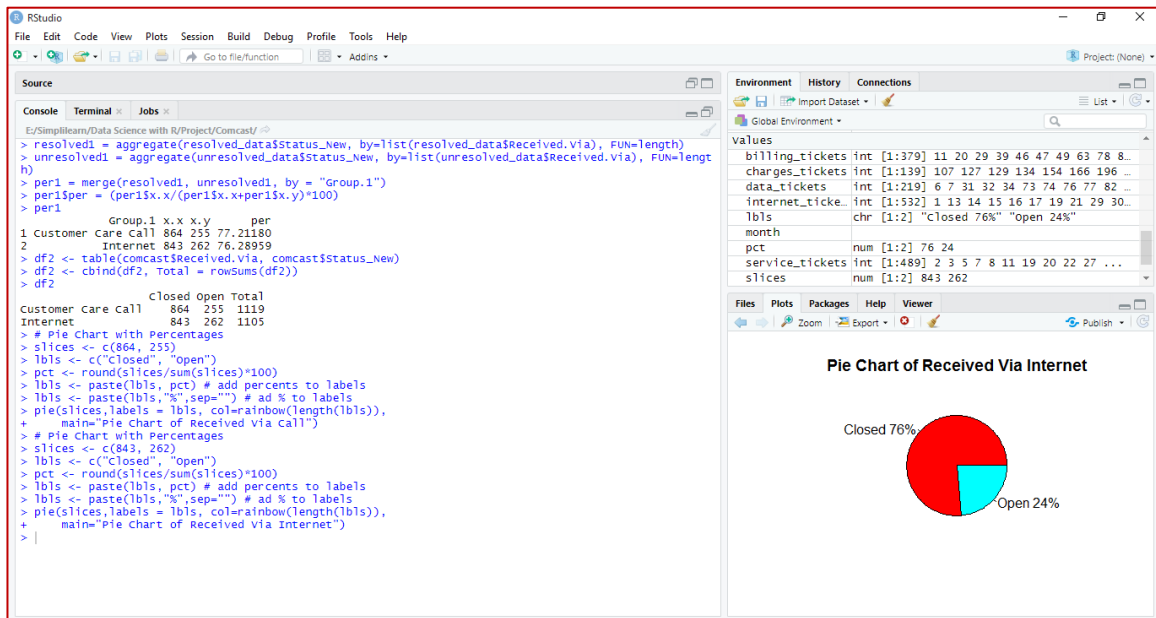 RStudio
File Edit Code View Plots Session Build Debug Profile Tools Help
Go to file/function Addins Project: (None)
Source
Console Terminal Jobs
E:/Simplilearn/Data Science with R/Project/Comcast/
> resolved1 = aggregate(resolved_data$Status_New, by=list(resolved_data$Received.Via), FUN=length)
> unresolved1 = aggregate(unresolved_data$Status_New, by=list(unresolved_data$Received.Via), FUN=lengt
h)
> per1 = merge(resolved1, unresolved1, by = "Group.1")
> per1$per = (per1$x.x/(per1$x.x+per1$x.y)*100)
> per1
Group.1 x.x x.y per
1 Customer Care Call 864 255 77.21180
2 Internet 843 262 76.28959
> df2 <- table(comcast$Received.Via, comcast$Status_New)
> df2 <- cbind(df2, Total = rowSums(df2))
> df2
Closed Open Total
Customer Care Call 864 255 1119
Internet 843 262 1105
> # Pie Chart with Percentages
> slices <- c(864, 255)
> lbls <- c("Closed", "Open")
> pct <- round(slices/sum(slices)*100)
> lbls <- paste(lbls, pct) # add percents to labels
> lbls <- paste(lbls,"%",sep="") # ad % to labels
> pie(slices,labels = lbls, col=rainbow(length(lbls)),
+ main="Pie Chart of Received Via Call")
> # Pie Chart with Percentages
> slices <- c(843, 262)
> lbls <- c("Closed", "Open")
> pct <- round(slices/sum(slices)*100)
> lbls <- paste(lbls, pct) # add percents to labels
> lbls <- paste(lbls,"%",sep="") # ad % to labels
> pie(slices,labels = lbls, col=rainbow(length(lbls)),
+ main="Pie Chart of Received Via Internet")
>
Environment History Connections
Import Dataset List
Global Environment
Values
billing_tickets int [1:379] 11 20 29 39 46 47 49 63 78 8...
charges_tickets int [1:139] 107 127 129 134 154 166 196 ...
data_tickets int [1:219] 6 7 31 32 34 73 74 76 77 82 ...
internet_ticke... int [1:532] 1 13 14 15 16 17 19 21 29 30...
lbls chr [1:2] "Closed 76%" "Open 24%"
month
pct num [1:2] 76 24
service_tickets int [1:489] 2 3 5 7 8 11 19 20 22 27 ...
slices num [1:2] 843 262
Files Plots Packages Help Viewer
Zoom Export Publish
Pie Chart of Received Via Internet
Closed 76%
Open 24%